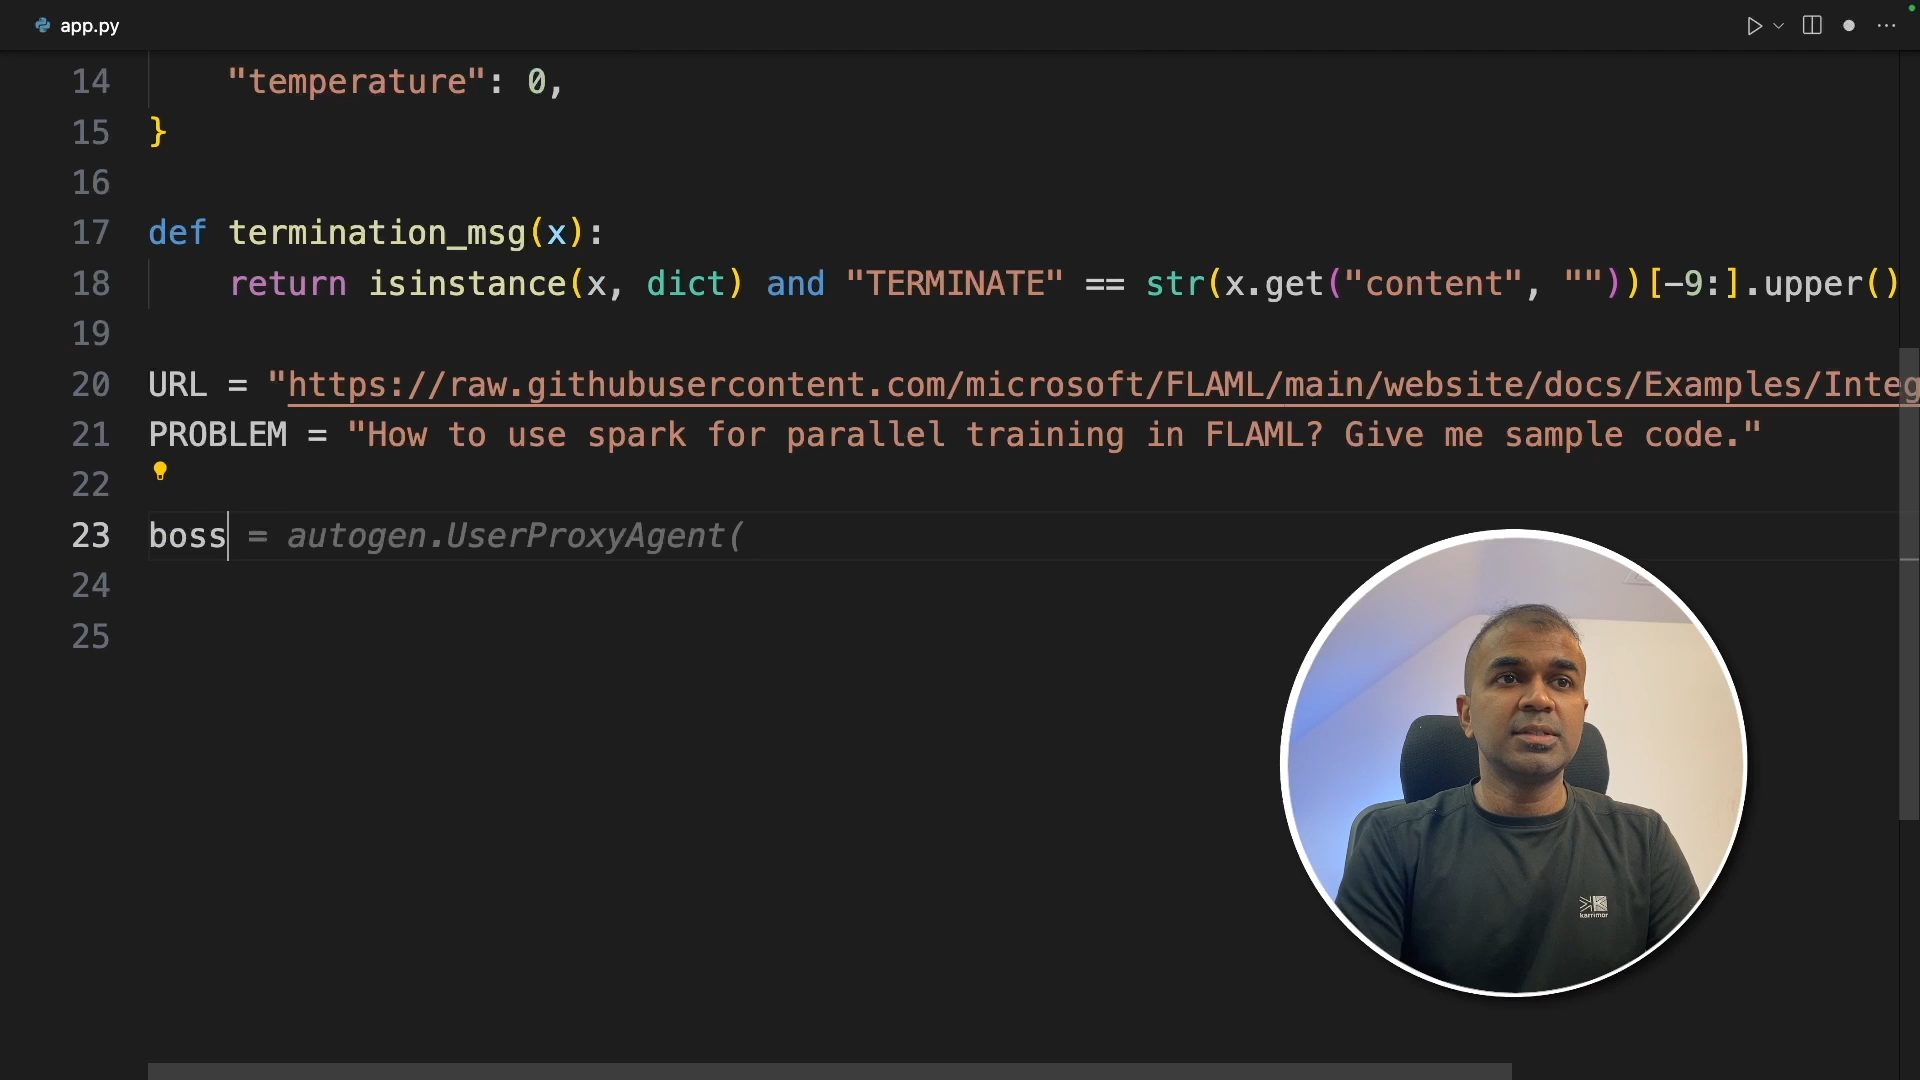 app.py
14 "temperature": 0,
15 }
16
17 def termination_msg(x):
18 return isinstance(x, dict) and "TERMINATE" == str(x.get("content", ""))[-9:].upper()
19
20 URL = "https://raw.githubusercontent.com/microsoft/FLAML/main/website/docs/Examples/Integ
21 PROBLEM = "How to use spark for parallel training in FLAML? Give me sample code."
22
23 boss = autogen.UserProxyAgent(
24
25
karrimor